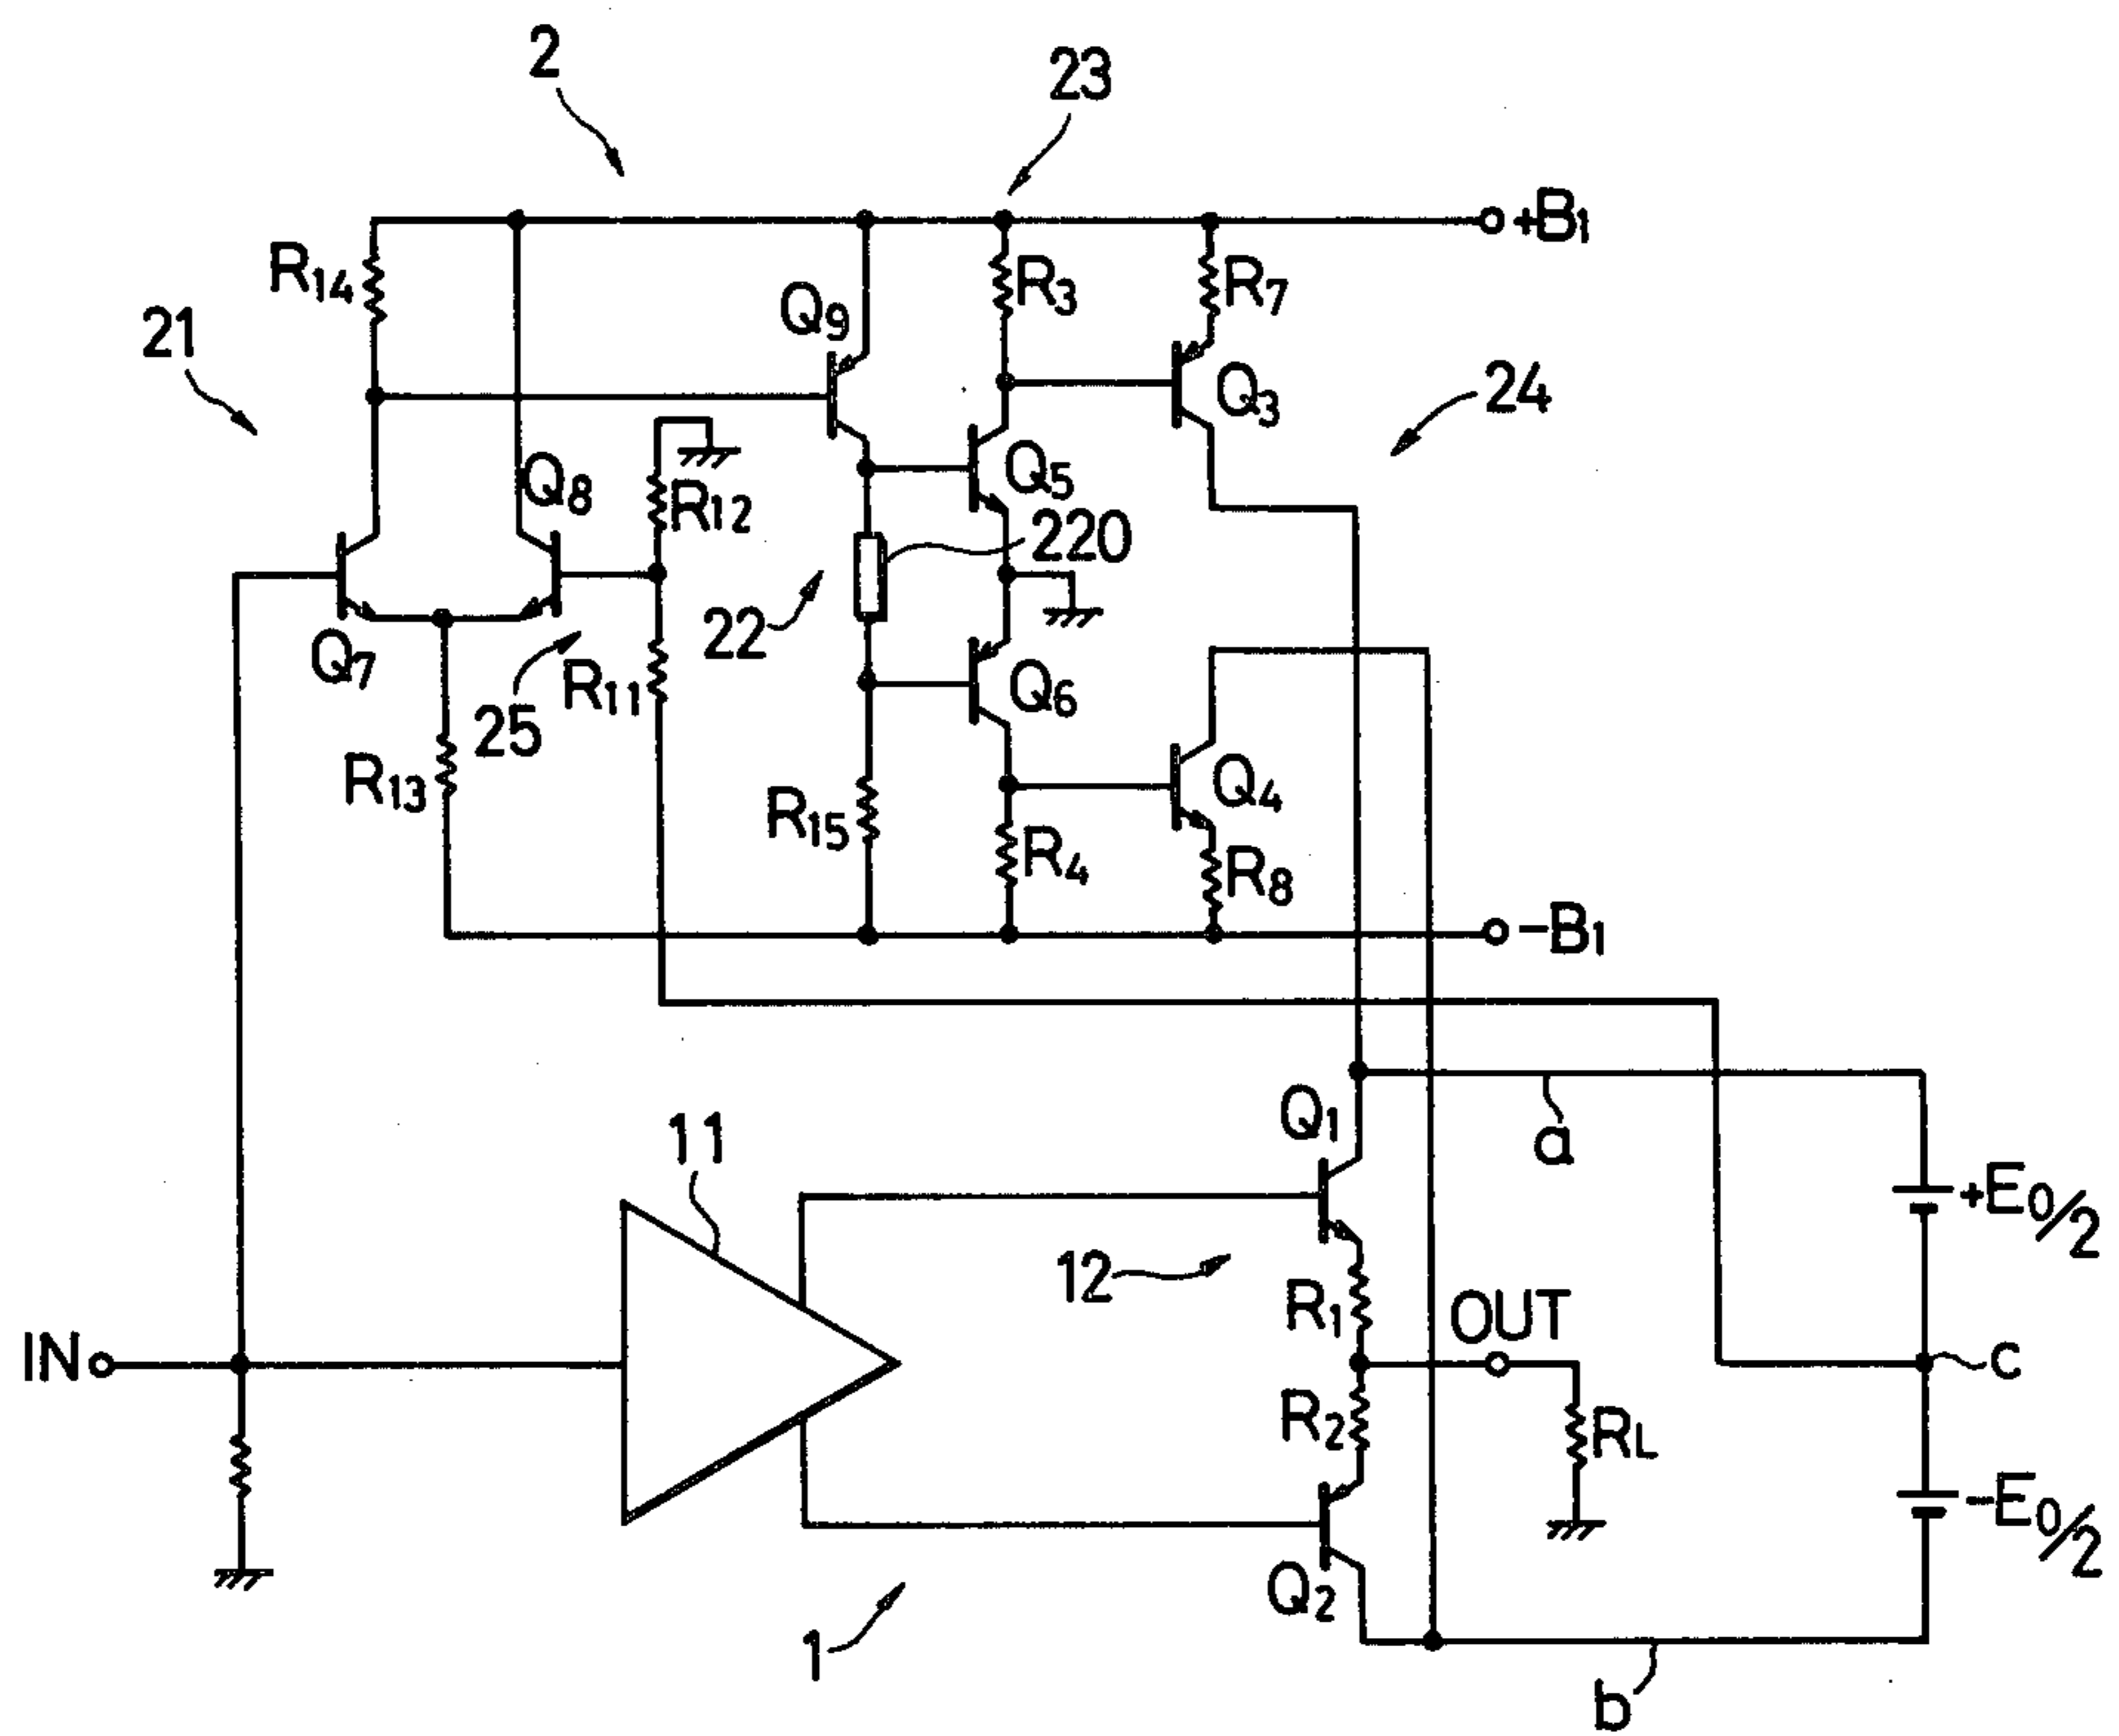 2
23
+B1
R14
Q9
R3
R7
21
Q3
24
Q8
R12
Q5
220
22
Q7
25
R11
Q6
R13
R15
Q4
R4
R8
-B1
Q1
a
11
+E0/2
12
R1
OUT
IN
c
R2
RL
-E0/2
Q2
1
b